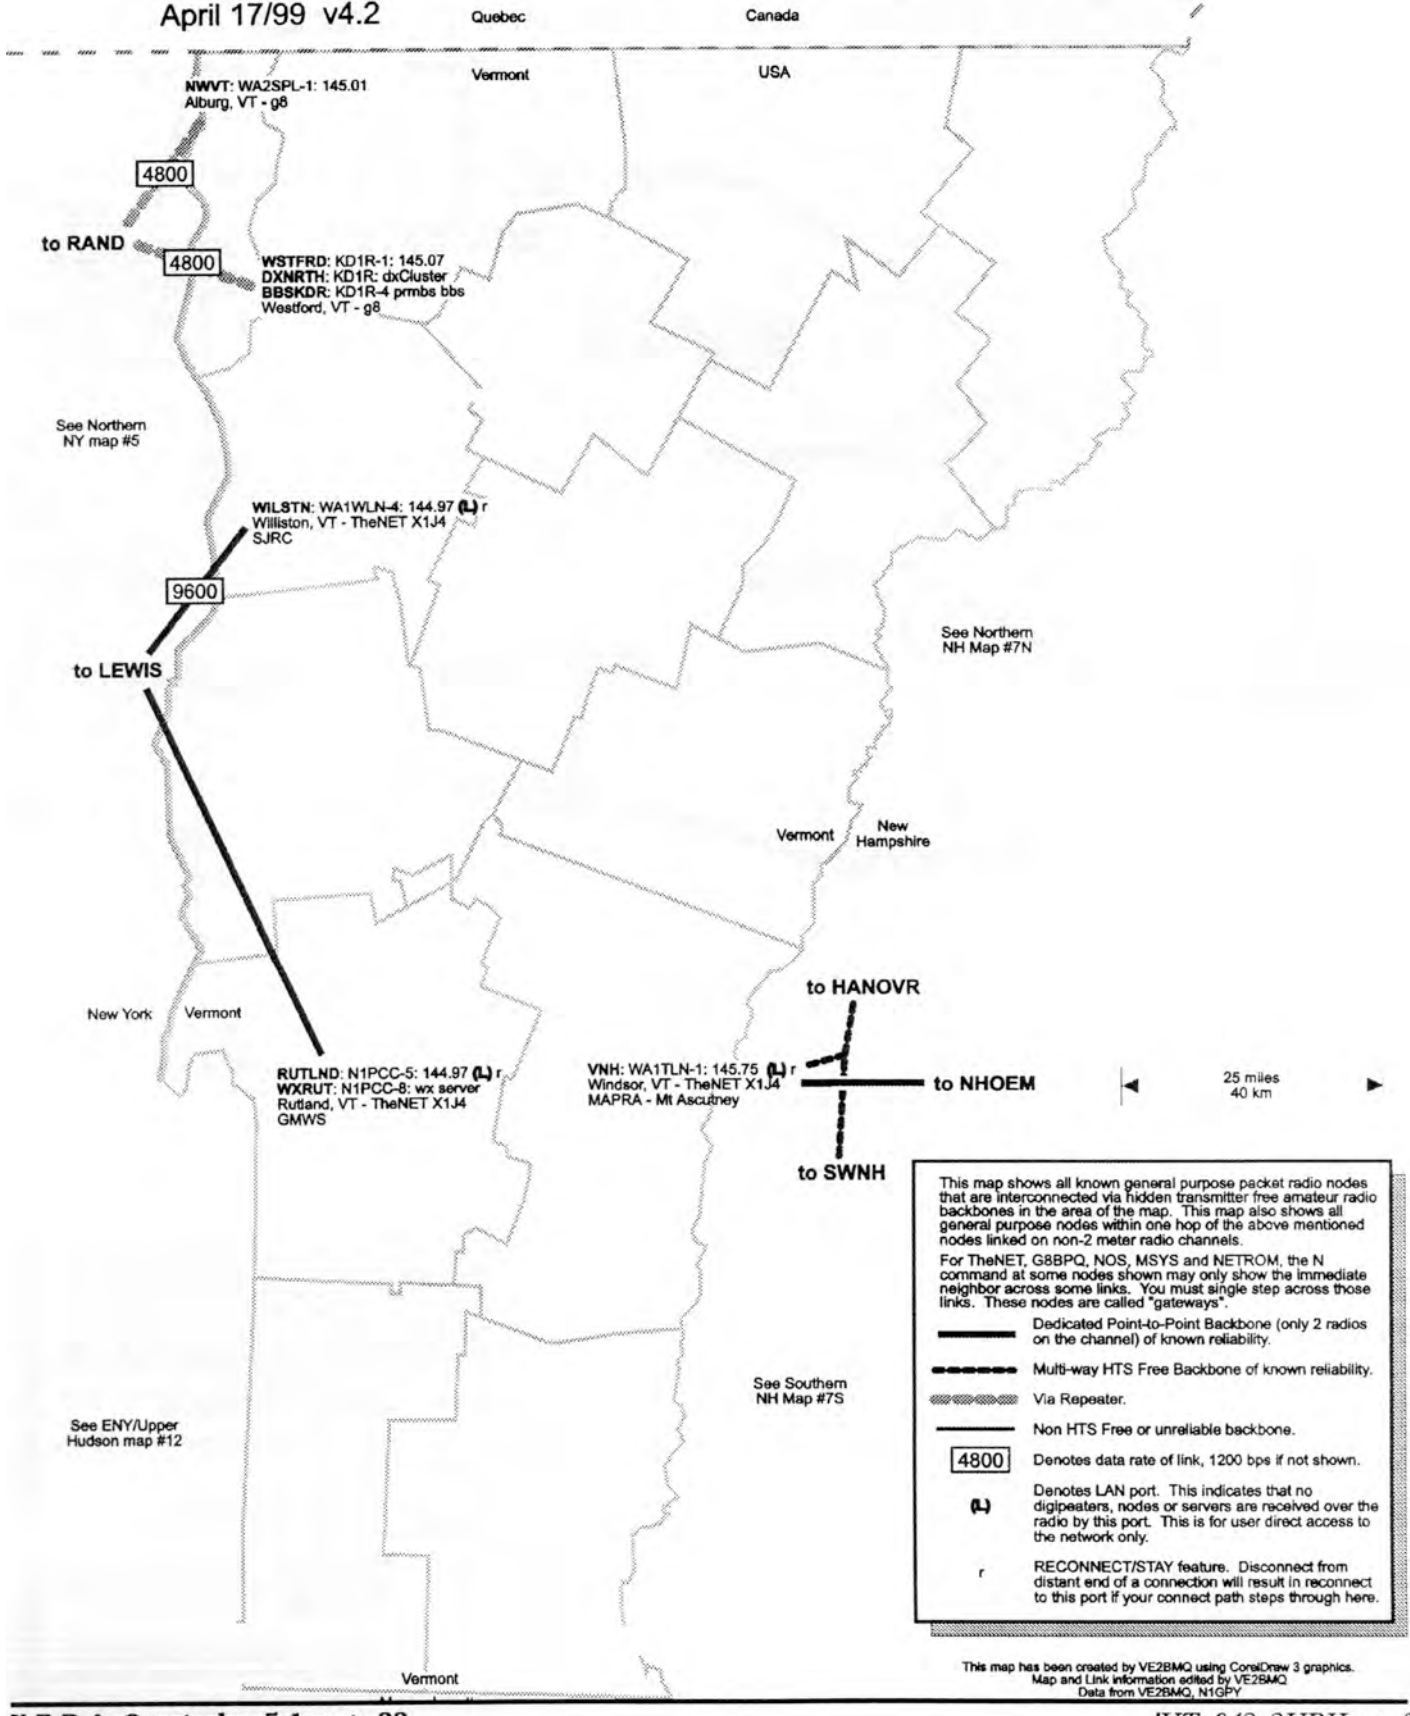 April 17/99 v4.2
Quebec
Canada
Vermont
USA
NWVT: WA2SPL-1: 145.01
Alburg, VT - g8
4800
to RAND
4800
WSTFRD: KD1R-1: 145.07
DXNRTH: KD1R: dxCluster
BBSKDR: KD1R-4 prmbs bbs
Westford, VT - g8
See Northern
NY map #5
WILSTN: WA1WLN-4: 144.97 (L) r
Williston, VT - TheNET X1J4
SJRC
9600
to LEWIS
See Northern
NH Map #7N
Vermont
New
Hampshire
New York
Vermont
to HANOVR
RUTLND: N1PCC-5: 144.97 (L) r
WXRUT: N1PCC-8: wx server
Rutland, VT - TheNET X1J4
GMWS
VNH: WA1TLN-1: 145.75 (L) r
Windsor, VT - TheNET X1J4
MAPRA - Mt Ascutney
to NHOEM
25 miles
40 km
to SWNH
This map shows all known general purpose packet radio nodes
that are interconnected via hidden transmitter free amateur radio
backbones in the area of the map. This map also shows all
general purpose nodes within one hop of the above mentioned
nodes linked on non-2 meter radio channels.
For TheNET, G8BPQ, NOS, MSYS and NETROM, the N
command at some nodes shown may only show the immediate
neighbor across some links. You must single step across those
links. These nodes are called "gateways".
Dedicated Point-to-Point Backbone (only 2 radios
on the channel) of known reliability.
Multi-way HTS Free Backbone of known reliability.
Via Repeater.
Non HTS Free or unreliable backbone.
4800
Denotes data rate of link, 1200 bps if not shown.
(L)
Denotes LAN port. This indicates that no
digipeaters, nodes or servers are received over the
radio by this port. This is for user direct access to
the network only.
r
RECONNECT/STAY feature. Disconnect from
distant end of a connection will result in reconnect
to this port if your connect path steps through here.
See Southern
NH Map #7S
See ENY/Upper
Hudson map #12
Vermont
This map has been created by VE2BMQ using CorelDraw 3 graphics.
Map and Link information edited by VE2BMQ
Data from VE2BMQ, N1GPY